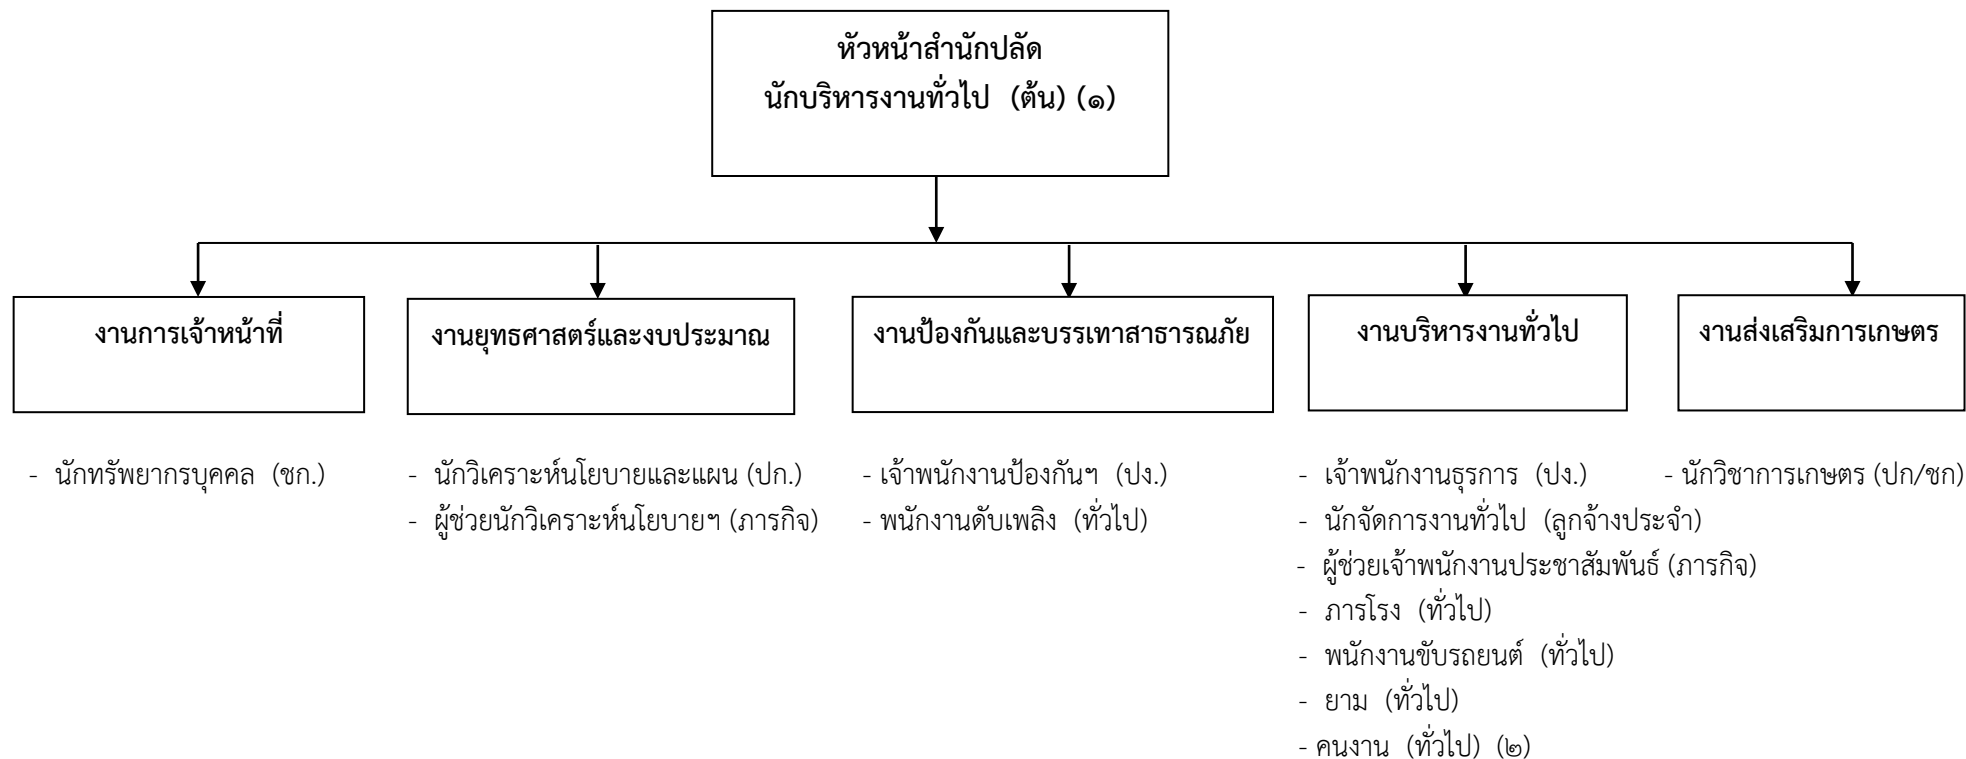 หัวหน้าสำนักปลัด
นักบริหารงานทั่วไป (ต้น) (๑)
งานการเจ้าหน้าที่
งานยุทธศาสตร์และงบประมาณ
งานป้องกันและบรรเทาสาธารณภัย
งานบริหารงานทั่วไป
งานส่งเสริมการเกษตร
- นักทรัพยากรบุคคล (ชก.)
- นักวิเคราะห์นโยบายและแผน (ปก.)
- ผู้ช่วยนักวิเคราะห์นโยบายฯ (ภารกิจ)
- เจ้าพนักงานป้องกันฯ (ปง.)
- พนักงานดับเพลิง (ทั่วไป)
- เจ้าพนักงานธุรการ (ปง.)
- นักจัดการงานทั่วไป (ลูกจ้างประจำ)
- ผู้ช่วยเจ้าพนักงานประชาสัมพันธ์ (ภารกิจ)
- ภารโรง (ทั่วไป)
- พนักงานขับรถยนต์ (ทั่วไป)
- ยาม (ทั่วไป)
- คนงาน (ทั่วไป) (๒)
- นักวิชาการเกษตร (ปก/ชก)